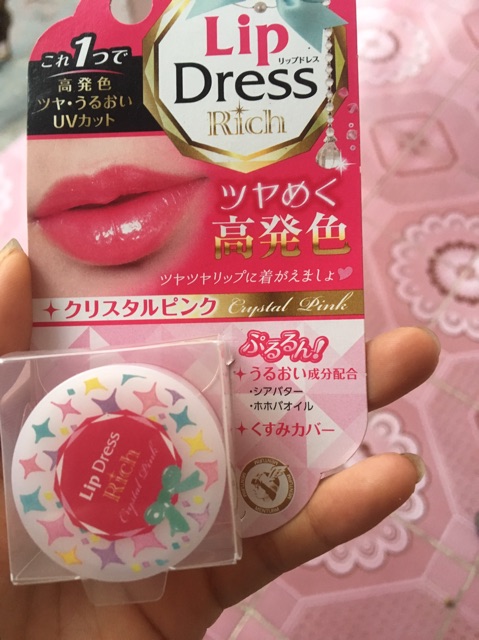 これ1つで
高発色
ツヤ・うるおい
UVカット
Lip
リップドレス
Dress
Rich
ツヤめく
高発色
ツヤツヤリップに着がえましょ
クリスタルピンク Crystal Pink
ぷるるん!
うるおい成分配合
・シアバター
・ホホバオイル
くすみカバー
Lip Dress
Rich
Crystal Pink